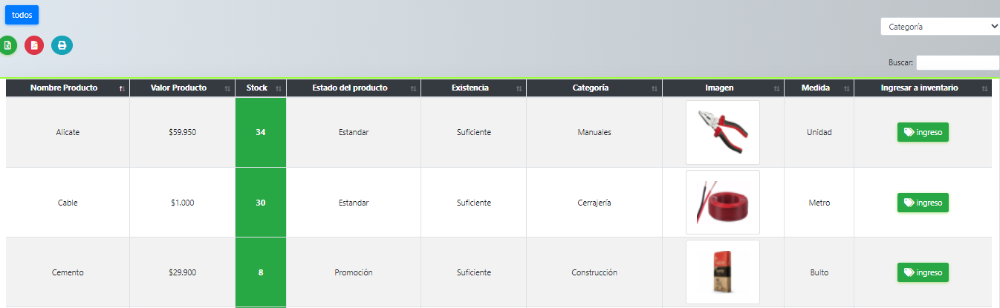 todos
Categoría
Buscar:
Nombre Producto Valor Producto Stock Estado del producto Existencia Categoría Imagen Medida Ingresar a inventario
Alicate $59.950 34 Estandar Suficiente Manuales Unidad ingreso
Cable $1.000 30 Estandar Suficiente Cerrajería Metro ingreso
Cemento $29.900 8 Promoción Suficiente Construcción Bulto ingreso